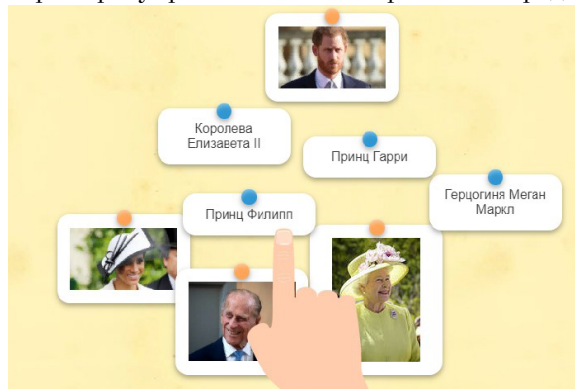 Королева
Елизавета II
Принц Гарри
Герцогиня Меган
Маркл
Принц Филипп